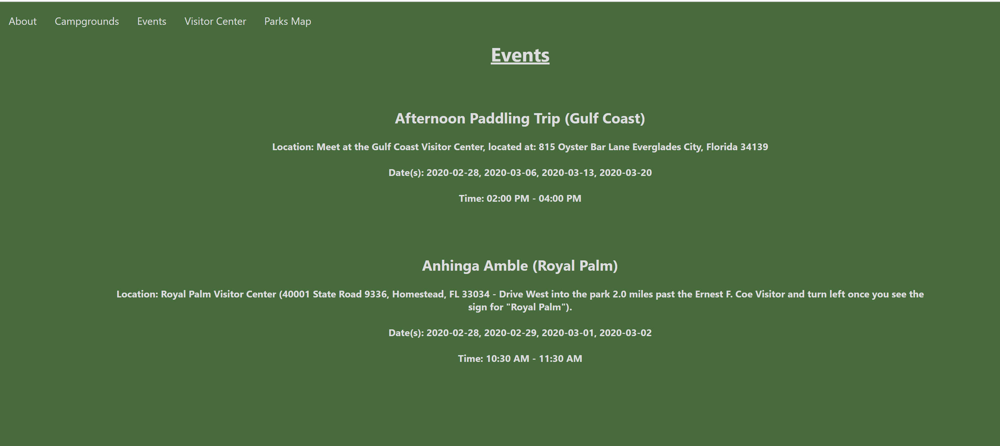 About Campgrounds Events Visitor Center Parks Map
Events
Afternoon Paddling Trip (Gulf Coast)
Location: Meet at the Gulf Coast Visitor Center, located at: 815 Oyster Bar Lane Everglades City, Florida 34139
Date(s): 2020-02-28, 2020-03-06, 2020-03-13, 2020-03-20
Time: 02:00 PM - 04:00 PM
Anhinga Amble (Royal Palm)
Location: Royal Palm Visitor Center (40001 State Road 9336, Homestead, FL 33034 - Drive West into the park 2.0 miles past the Ernest F. Coe Visitor and turn left once you see the
sign for "Royal Palm").
Date(s): 2020-02-28, 2020-02-29, 2020-03-01, 2020-03-02
Time: 10:30 AM - 11:30 AM